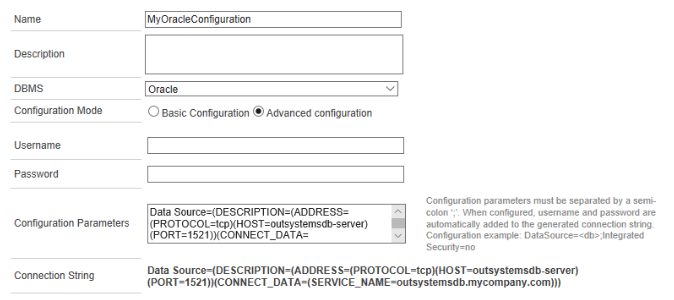 Name
MyOracleConfiguration
Description
DBMS
Oracle
Configuration Mode
Basic Configuration
Advanced configuration
Username
Password
Configuration Parameters
Data Source=(DESCRIPTION=(ADDRESS=
(PROTOCOL=tcp)(HOST=outsystemsdb-server)
(PORT=1521))(CONNECT_DATA=
Configuration parameters must be separated by a semi-
colon ';'. When configured, username and password are
automatically added to the generated connection string.
Configuration example: DataSource=<db>;Integrated
Security=no
Connection String
Data Source=(DESCRIPTION=(ADDRESS=(PROTOCOL=tcp)(HOST=outsystemsdb-server)
(PORT=1521))(CONNECT_DATA=(SERVICE_NAME=outsystemsdb.mycompany.com)))